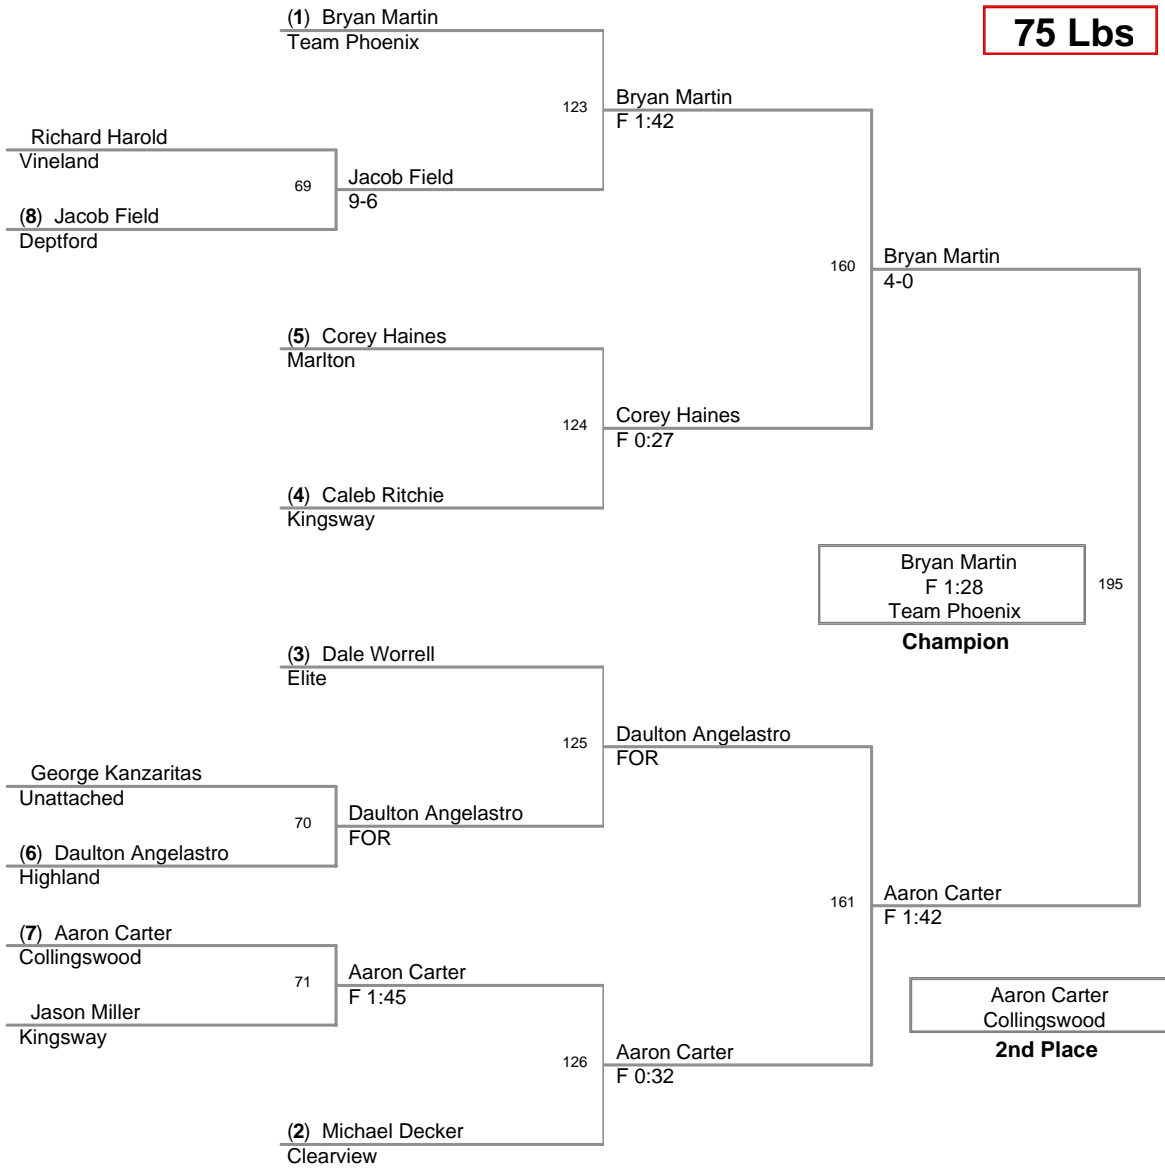 75 Lbs
(1) Bryan Martin
Team Phoenix
123
Bryan Martin
F 1:42
Richard Harold
Vineland
69
Jacob Field
9-6
(8) Jacob Field
Deptford
160
Bryan Martin
4-0
(5) Corey Haines
Marlton
124
Corey Haines
F 0:27
(4) Caleb Ritchie
Kingsway
Bryan Martin
F 1:28
Team Phoenix
Champion
195
(3) Dale Worrell
Elite
125
Daulton Angelastro
FOR
George Kanzaritas
Unattached
70
Daulton Angelastro
FOR
(6) Daulton Angelastro
Highland
161
Aaron Carter
F 1:42
(7) Aaron Carter
Collingswood
71
Aaron Carter
F 1:45
Jason Miller
Kingsway
Aaron Carter
Collingswood
2nd Place
126
Aaron Carter
F 0:32
(2) Michael Decker
Clearview